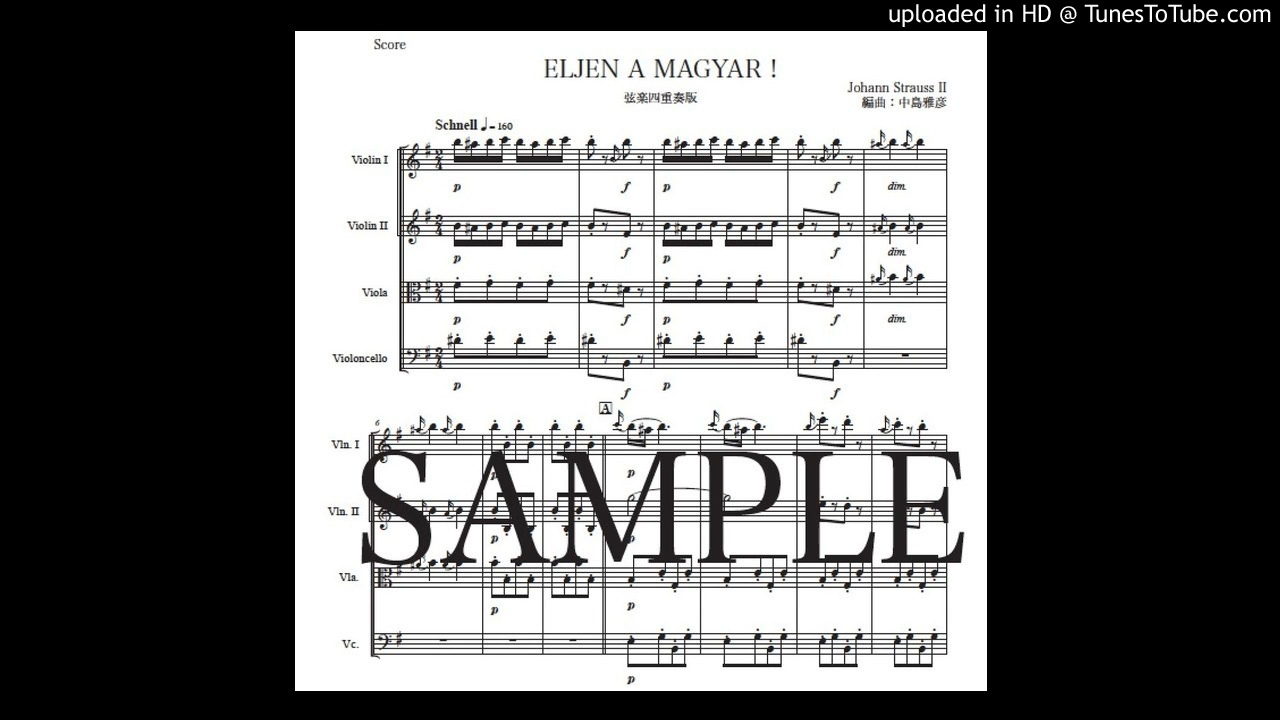 uploaded in HD @ TunesToTube.com
Score
ELJEN A MAGYAR !
弦楽四重奏版
Johann Strauss II
編曲：中島雅彦
Schnell ♩=160
Violin I
p f p f dim.
Violin II
p f p f dim.
Viola
p f p f dim.
Violoncello
p f p f
A
6
Vln. I
p p
Vln. II
p p
Vla.
p p
Vc.
p
SAMPLE